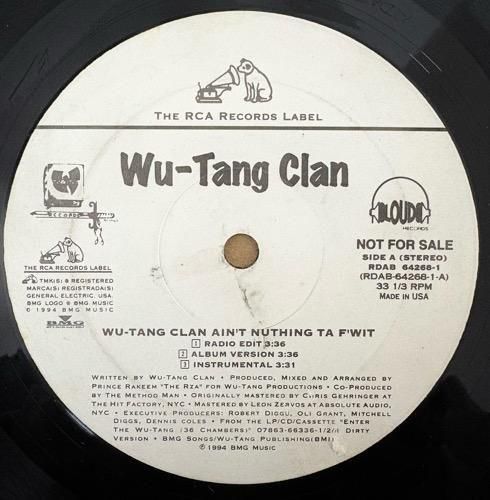 THE RCA RECORDS LABEL
Wu-Tang Clan
RECORDS
LOUD
RECORDS
THE RCA RECORDS LABEL
TMK(S) ® REGISTERED
MARCA(S) REGISTRADA(S)
GENERAL ELECTRIC, USA.
BMG LOGO ® BMG MUSIC
© 1994 BMG MUSIC
BMG
NOT FOR SALE
SIDE A (STEREO)
RDAB 64268-1
(RDAB-64268-1-A)
33 1/3 RPM
MADE IN USA
WU-TANG CLAN AIN'T NUTHING TA F'WIT
1 RADIO EDIT 3:36
2 ALBUM VERSION 3:36
3 INSTRUMENTAL 3:31
WRITTEN BY WU-TANG CLAN • PRODUCED, MIXED AND ARRANGED BY
PRINCE RAKEEM "THE RZA" FOR WU-TANG PRODUCTIONS • CO-PRODUCED
BY THE METHOD MAN • ORIGINALLY MASTERED BY CHRIS GEHRINGER AT
THE HIT FACTORY, NYC • MASTERED BY LEON ZERVOS AT ABSOLUTE AUDIO,
NYC • EXECUTIVE PRODUCERS: ROBERT DIGGU, OLI GRANT, MITCHELL
DIGGS, DENNIS COLES • FROM THE LP/CD/CASSETTE "ENTER
THE WU-TANG (36 CHAMBERS)" 07863-66336-1/2/4 DIRTY
VERSION • BMG SONGS/WU-TANG PUBLISHING(BMI)
℗1994 BMG MUSIC